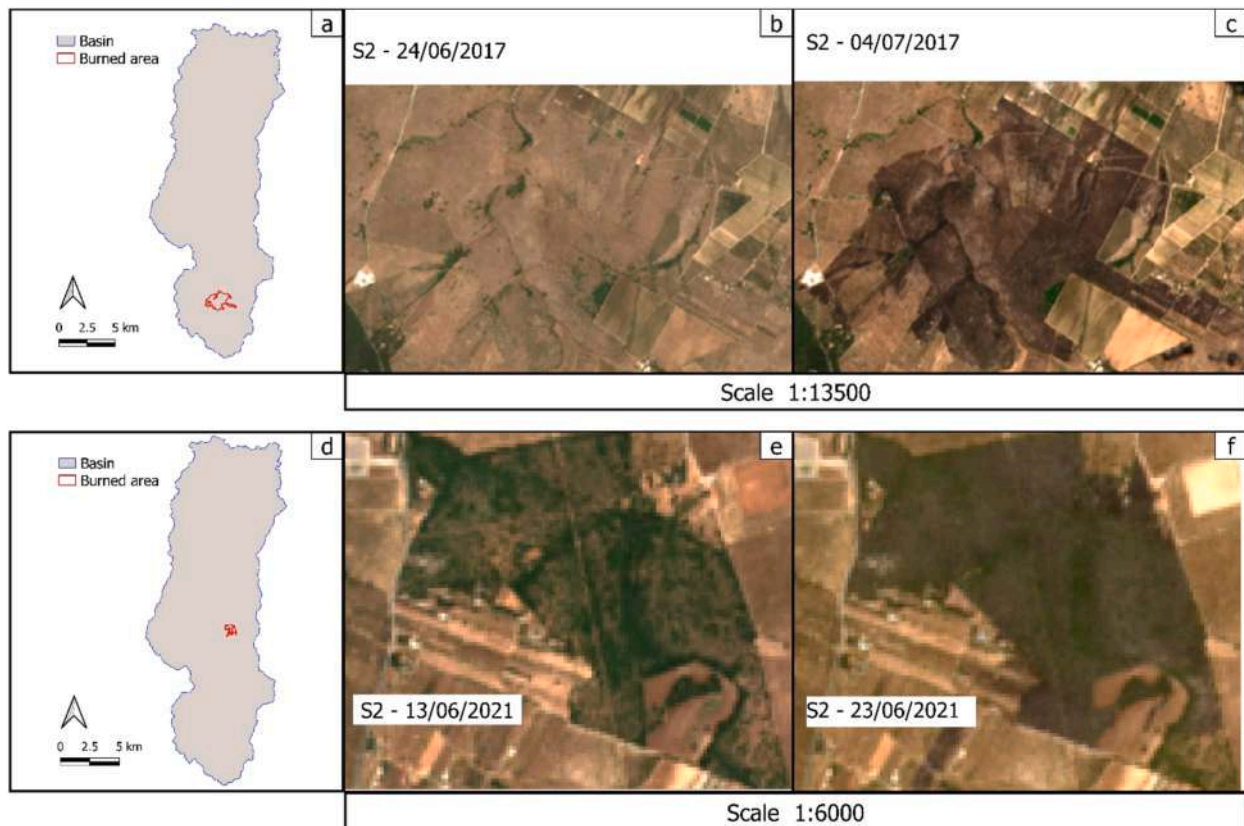 a
Basin
Burned area
0 2.5 5 km
b
S2 - 24/06/2017
c
S2 - 04/07/2017
Scale 1:13500
d
Basin
Burned area
0 2.5 5 km
e
S2 - 13/06/2021
f
S2 - 23/06/2021
Scale 1:6000